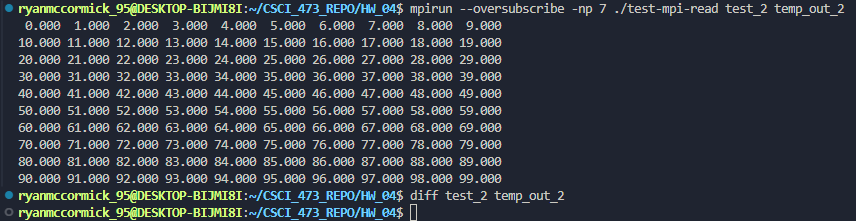 ryanmccormick_95@DESKTOP-BIJMI8I:~/CSCI_473_REPO/HW_04$ mpirun --oversubscribe -np 7 ./test-mpi-read test_2 temp_out_2
 0.000  1.000  2.000  3.000  4.000  5.000  6.000  7.000  8.000  9.000
10.000 11.000 12.000 13.000 14.000 15.000 16.000 17.000 18.000 19.000
20.000 21.000 22.000 23.000 24.000 25.000 26.000 27.000 28.000 29.000
30.000 31.000 32.000 33.000 34.000 35.000 36.000 37.000 38.000 39.000
40.000 41.000 42.000 43.000 44.000 45.000 46.000 47.000 48.000 49.000
50.000 51.000 52.000 53.000 54.000 55.000 56.000 57.000 58.000 59.000
60.000 61.000 62.000 63.000 64.000 65.000 66.000 67.000 68.000 69.000
70.000 71.000 72.000 73.000 74.000 75.000 76.000 77.000 78.000 79.000
80.000 81.000 82.000 83.000 84.000 85.000 86.000 87.000 88.000 89.000
90.000 91.000 92.000 93.000 94.000 95.000 96.000 97.000 98.000 99.000
ryanmccormick_95@DESKTOP-BIJMI8I:~/CSCI_473_REPO/HW_04$ diff test_2 temp_out_2
ryanmccormick_95@DESKTOP-BIJMI8I:~/CSCI_473_REPO/HW_04$